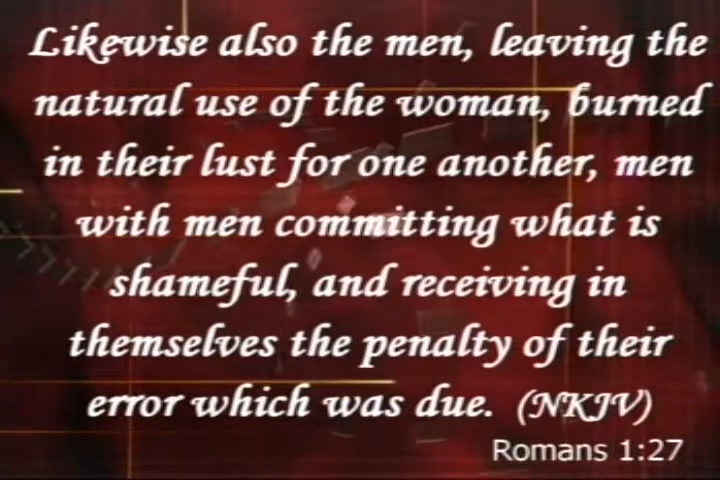 Likewise also the men, leaving the
natural use of the woman, burned
in their lust for one another, men
with men committing what is
shameful, and receiving in
themselves the penalty of their
error which was due. (NKJV)
Romans 1:27